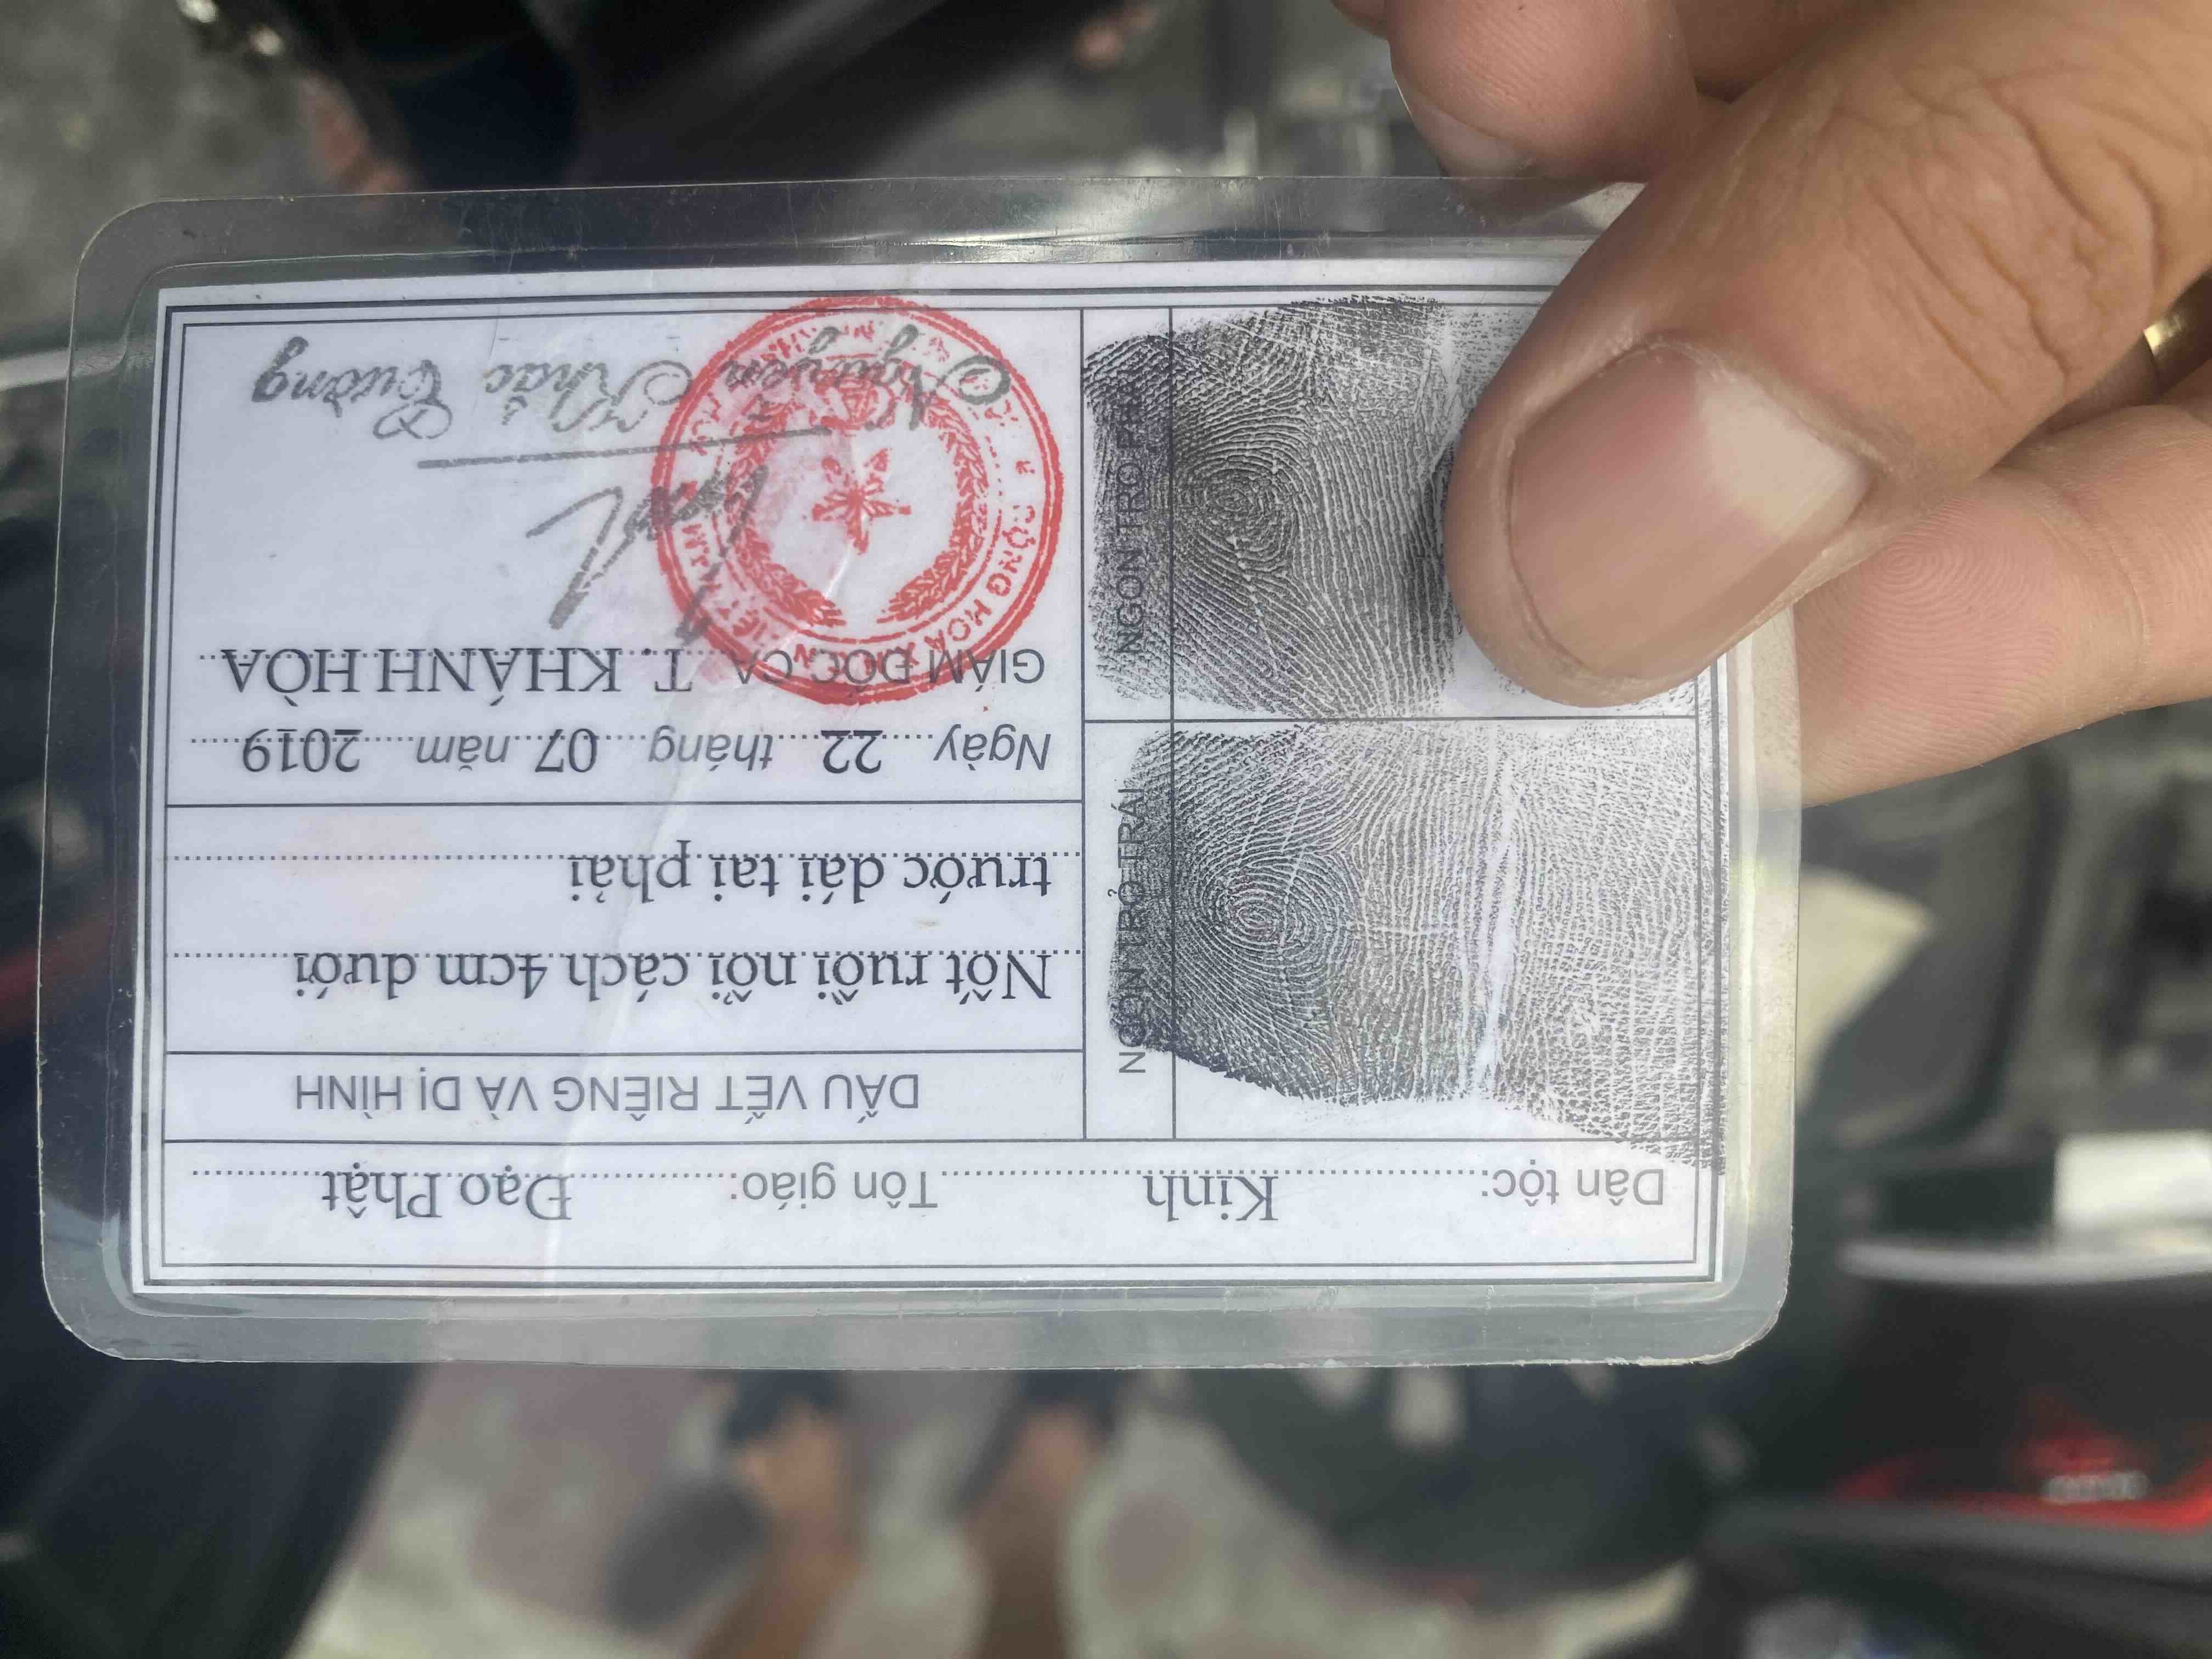 Dân tộc: Kinh Tôn giáo: Đạo Phật
DẤU VẾT RIÊNG VÀ DỊ HÌNH
Nốt ruồi nổi cách 4cm dưới
trước dái tai phải
Ngày 22 tháng 07 năm 2019
GIÁM ĐỐC CA T. KHÁNH HÒA
Nguyễn Khắc Cường
NGÓN TRỎ TRÁI
NGÓN TRỎ PHẢI